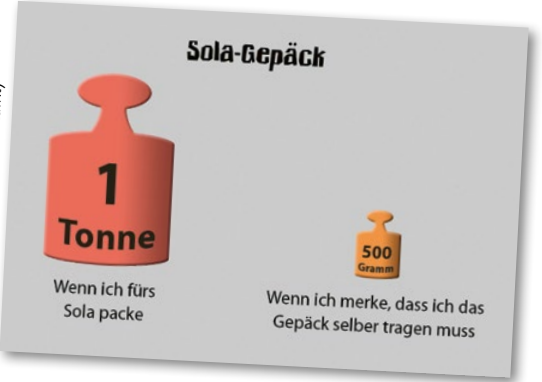 Sola-Gepäck
1
Tonne
Wenn ich fürs
Sola packe
500
Gramm
Wenn ich merke, dass ich das
Gepäck selber tragen muss